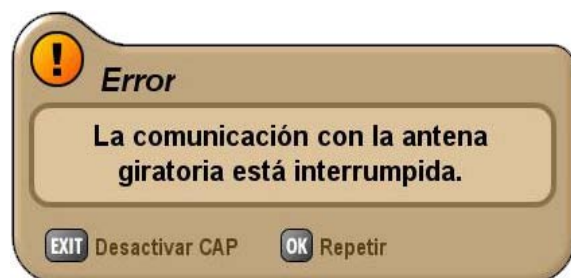 !
Error
La comunicación con la antena
giratoria está interrumpida.
EXIT Desactivar CAP OK Repetir